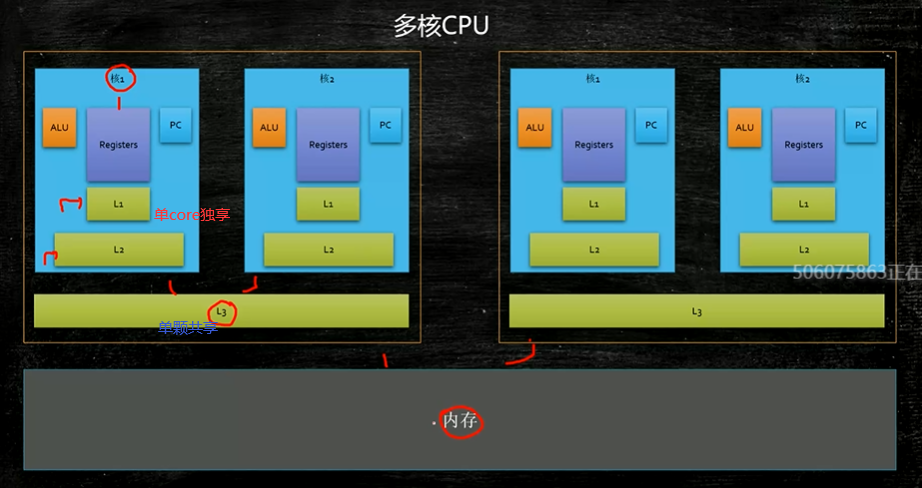 多核CPU
核1
核2
核1
核2
ALU
Registers
PC
ALU
Registers
PC
ALU
Registers
PC
ALU
Registers
PC
L1
单core独享
L1
L1
L1
L2
L2
L2
L2
506075863正在
L3
单颗共享
L3
内存